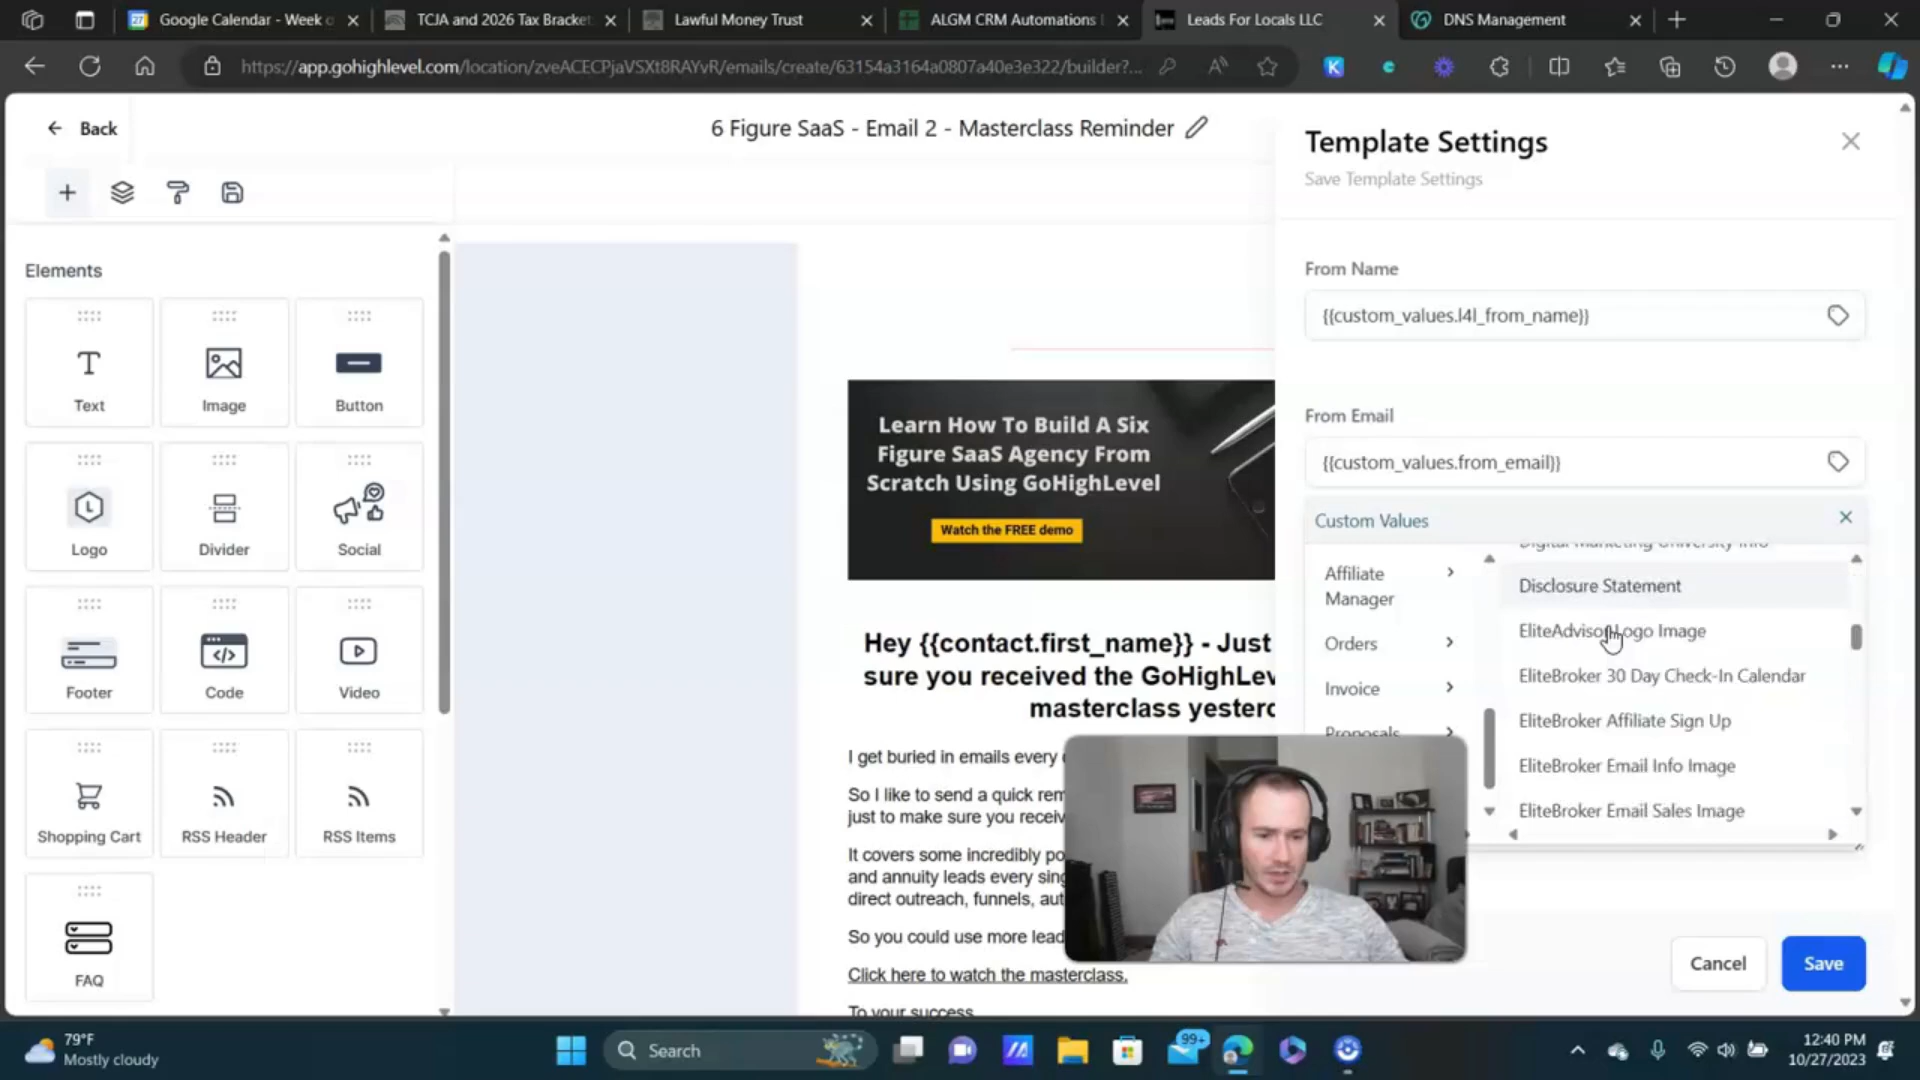 Google Calendar - Week o
TCJA and 2026 Tax Bracket
Lawful Money Trust
ALGM CRM Automations
Leads For Locals LLC
DNS Management
https://app.gohighlevel.com/location/zveACECPjaVSXt8RAYvR/emails/create/63154a3164a0807a40e3e322/builder?...
Back
6 Figure SaaS - Email 2 - Masterclass Reminder
Elements
Text
Image
Button
Logo
Divider
Social
Footer
Code
Video
Shopping Cart
RSS Header
RSS Items
FAQ
Learn How To Build A Six
Figure SaaS Agency From
Scratch Using GoHighLevel
Watch the FREE demo
Hey {{contact.first_name}} - Just
sure you received the GoHighLev
masterclass yester
I get buried in emails every
So I like to send a quick rem
just to make sure you receiv
It covers some incredibly po
and annuity leads every sing
direct outreach, funnels, aut
So you could use more lead
Click here to watch the masterclass.
To your success
Template Settings
Save Template Settings
From Name
{{custom_values.l4l_from_name}}
From Email
{{custom_values.from_email}}
Custom Values
Affiliate
Manager
Orders
Invoice
Proposals
Digital Marketing University Info
Disclosure Statement
EliteAdvisor Logo Image
EliteBroker 30 Day Check-In Calendar
EliteBroker Affiliate Sign Up
EliteBroker Email Info Image
EliteBroker Email Sales Image
Cancel
Save
79°F
Mostly cloudy
Search
99+
12:40 PM
10/27/2023